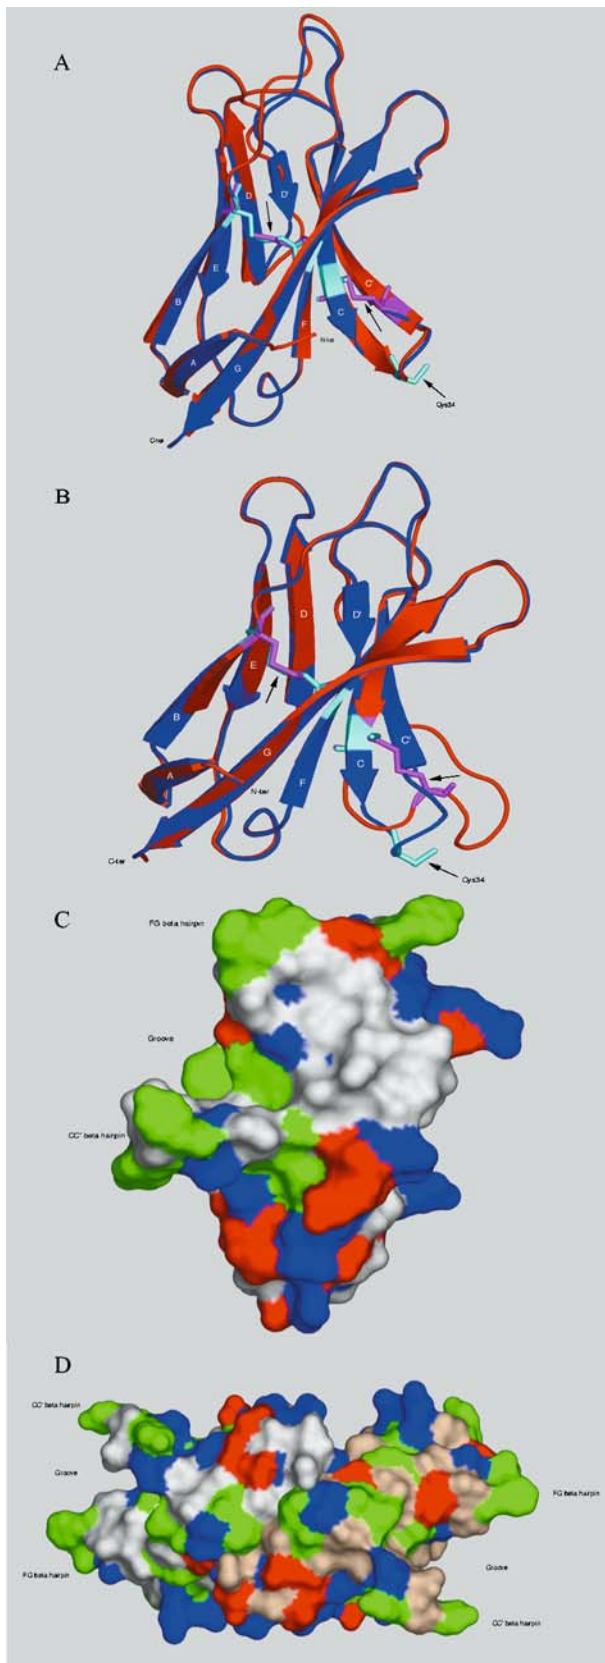 A
D
D'
E
C'
B
C
F
N-ter
A
G
Cys34
C-ter
B
D
D'
E
B
G
C'
C
A
N-ter
F
C-ter
Cys34
C
FG beta hairpin
Groove
CC' beta hairpin
D
CC' beta hairpin
Groove
FG beta hairpin
Groove
FG beta hairpin
CC' beta hairpin